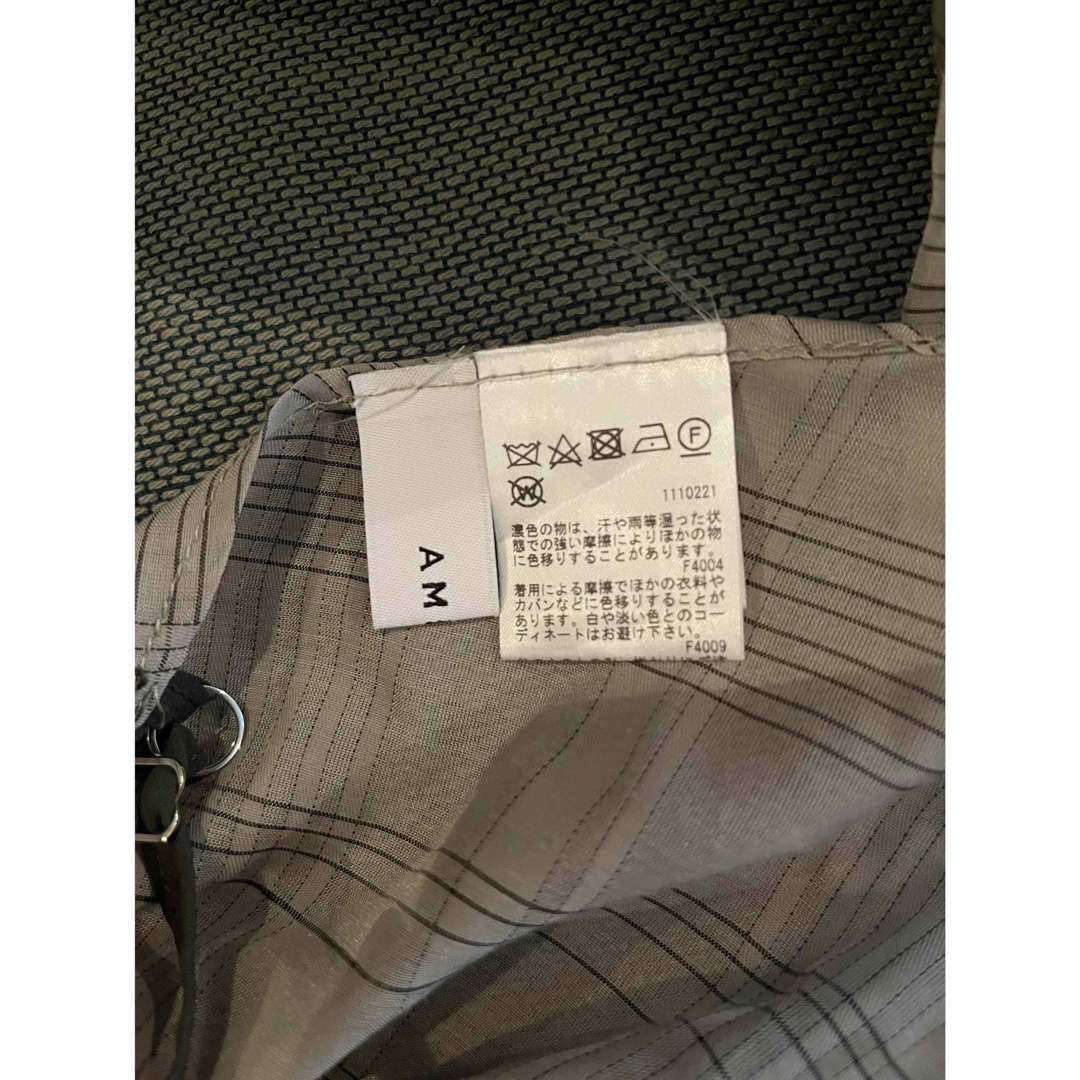 F
W
1110221
濃色の物は、汗や雨等湿った状
態での強い摩擦によりほかの物
に色移りすることがあります。
F4004
着用による摩擦でほかの衣料や
カバンなどに色移りすることが
あります。白や淡い色とのコー
ディネートはお避け下さい。
F4009
AM